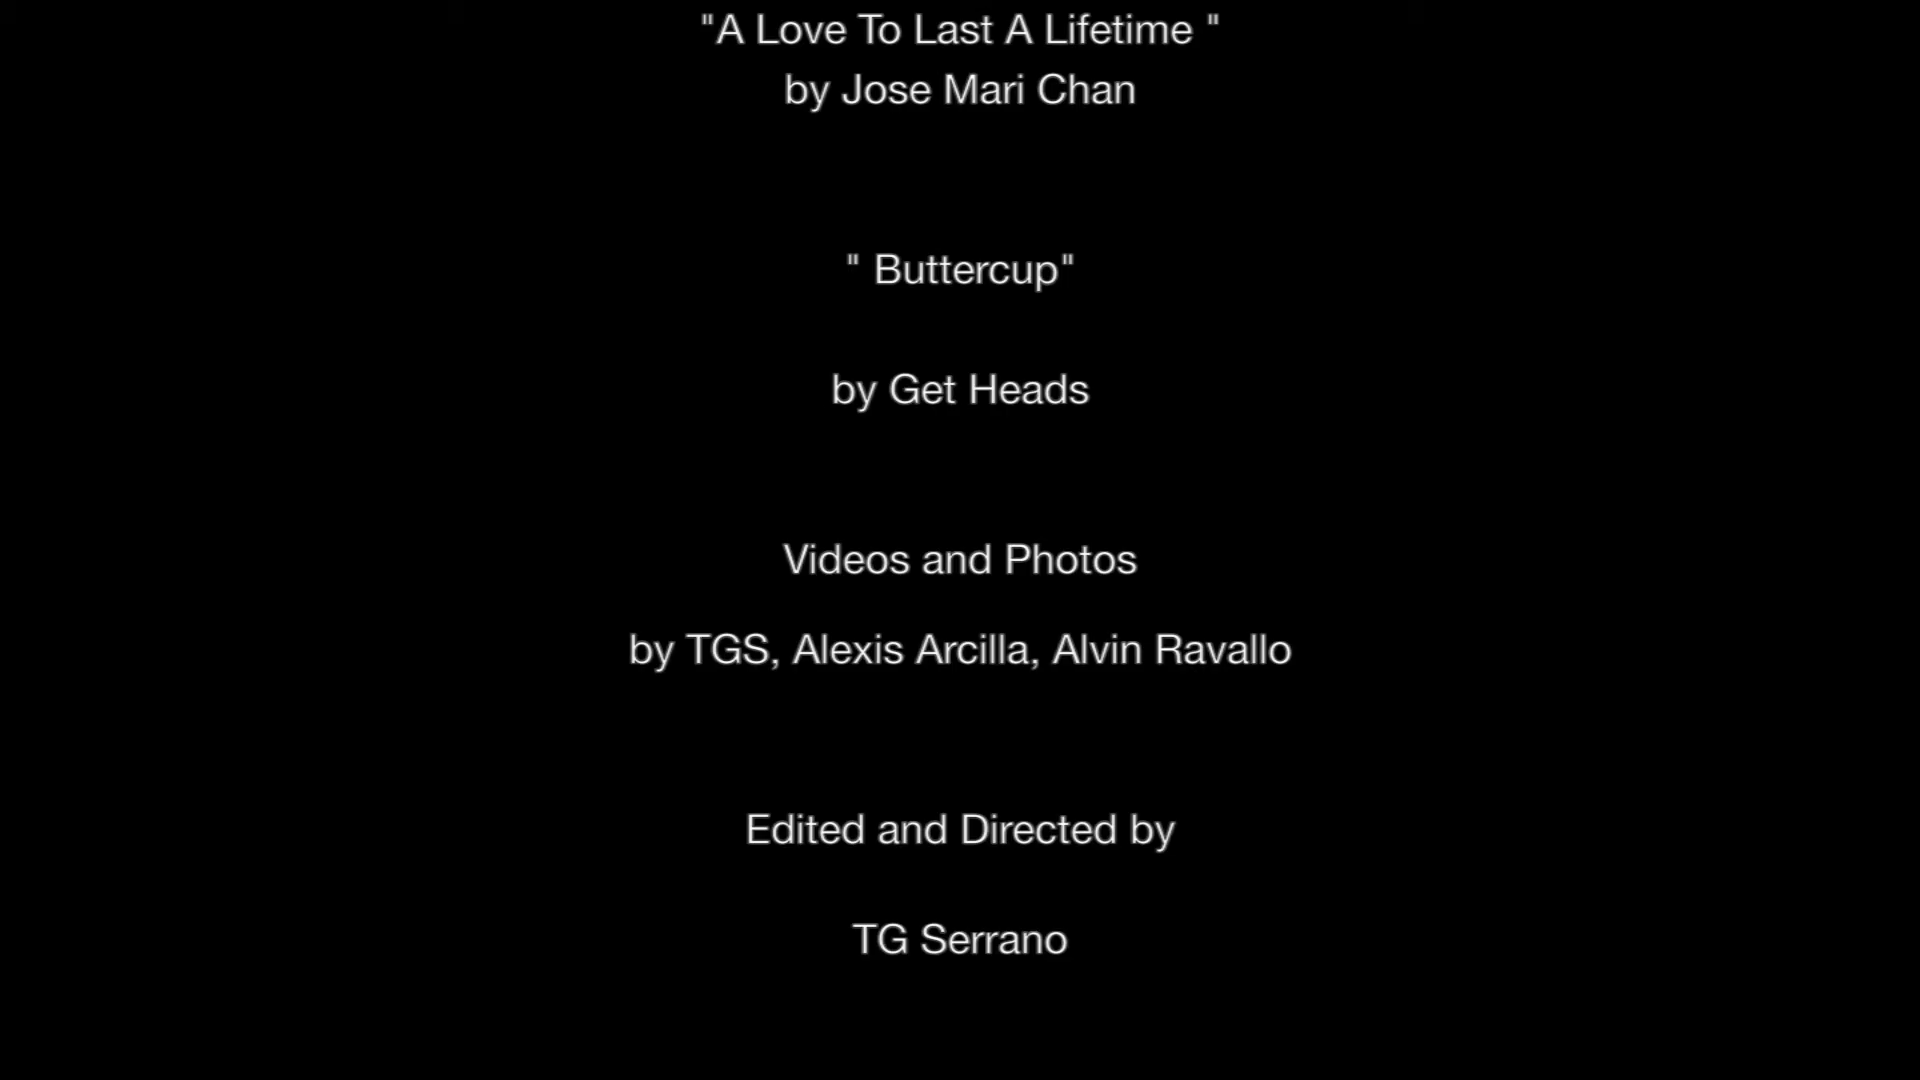 "A Love To Last A Lifetime "
by Jose Mari Chan
" Buttercup"
by Get Heads
Videos and Photos
by TGS, Alexis Arcilla, Alvin Ravallo
Edited and Directed by
TG Serrano